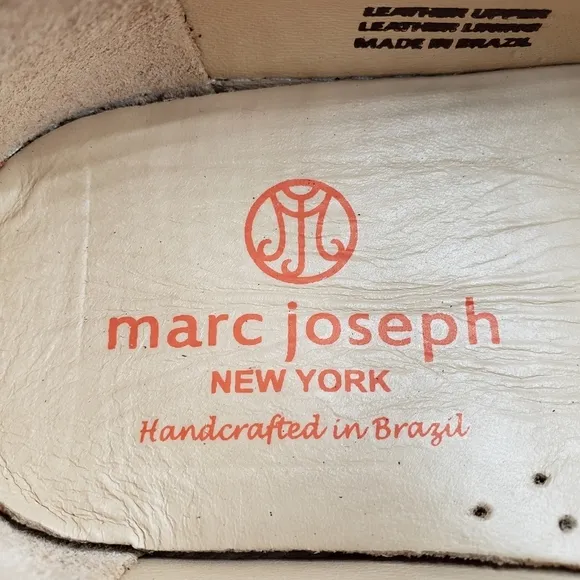 LEATHER UPPER
LEATHER LINING
MADE IN BRAZIL
marc joseph
NEW YORK
Handcrafted in Brazil